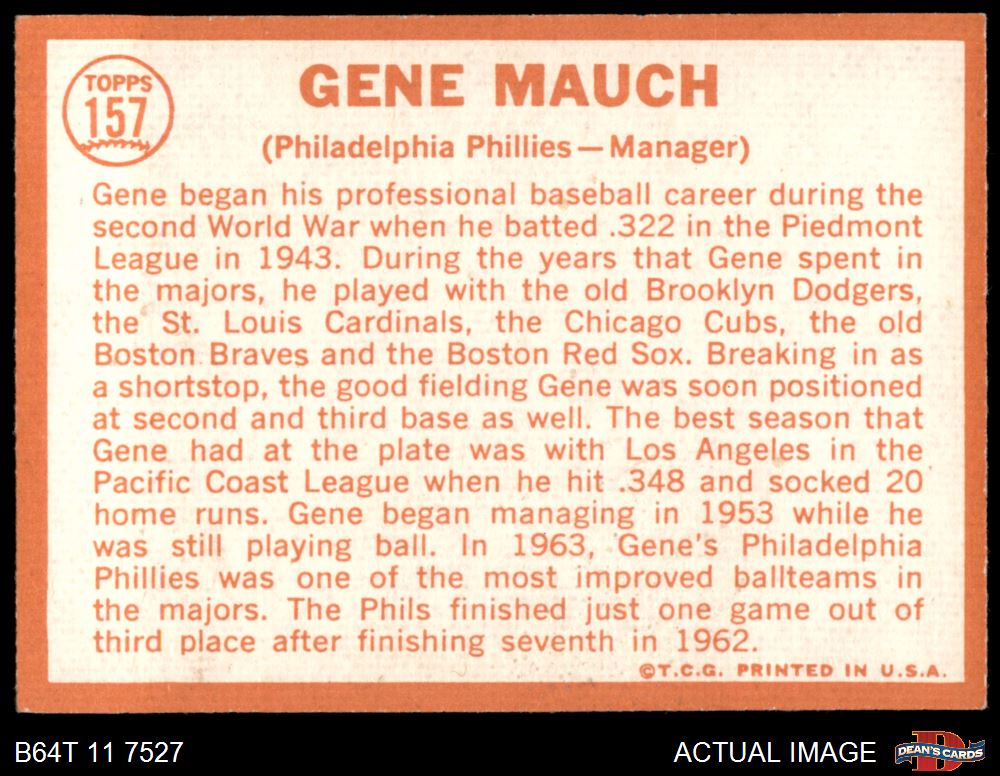 TOPPS
157
GENE MAUCH
(Philadelphia Phillies — Manager)
Gene began his professional baseball career during the
second World War when he batted .322 in the Piedmont
League in 1943. During the years that Gene spent in
the majors, he played with the old Brooklyn Dodgers,
the St. Louis Cardinals, the Chicago Cubs, the old
Boston Braves and the Boston Red Sox. Breaking in as
a shortstop, the good fielding Gene was soon positioned
at second and third base as well. The best season that
Gene had at the plate was with Los Angeles in the
Pacific Coast League when he hit .348 and socked 20
home runs. Gene began managing in 1953 while he
was still playing ball. In 1963, Gene's Philadelphia
Phillies was one of the most improved ballteams in
the majors. The Phils finished just one game out of
third place after finishing seventh in 1962.
©T.C.G. PRINTED IN U.S.A.
B64T 11 7527
ACTUAL IMAGE
D
DEAN'S CARDS